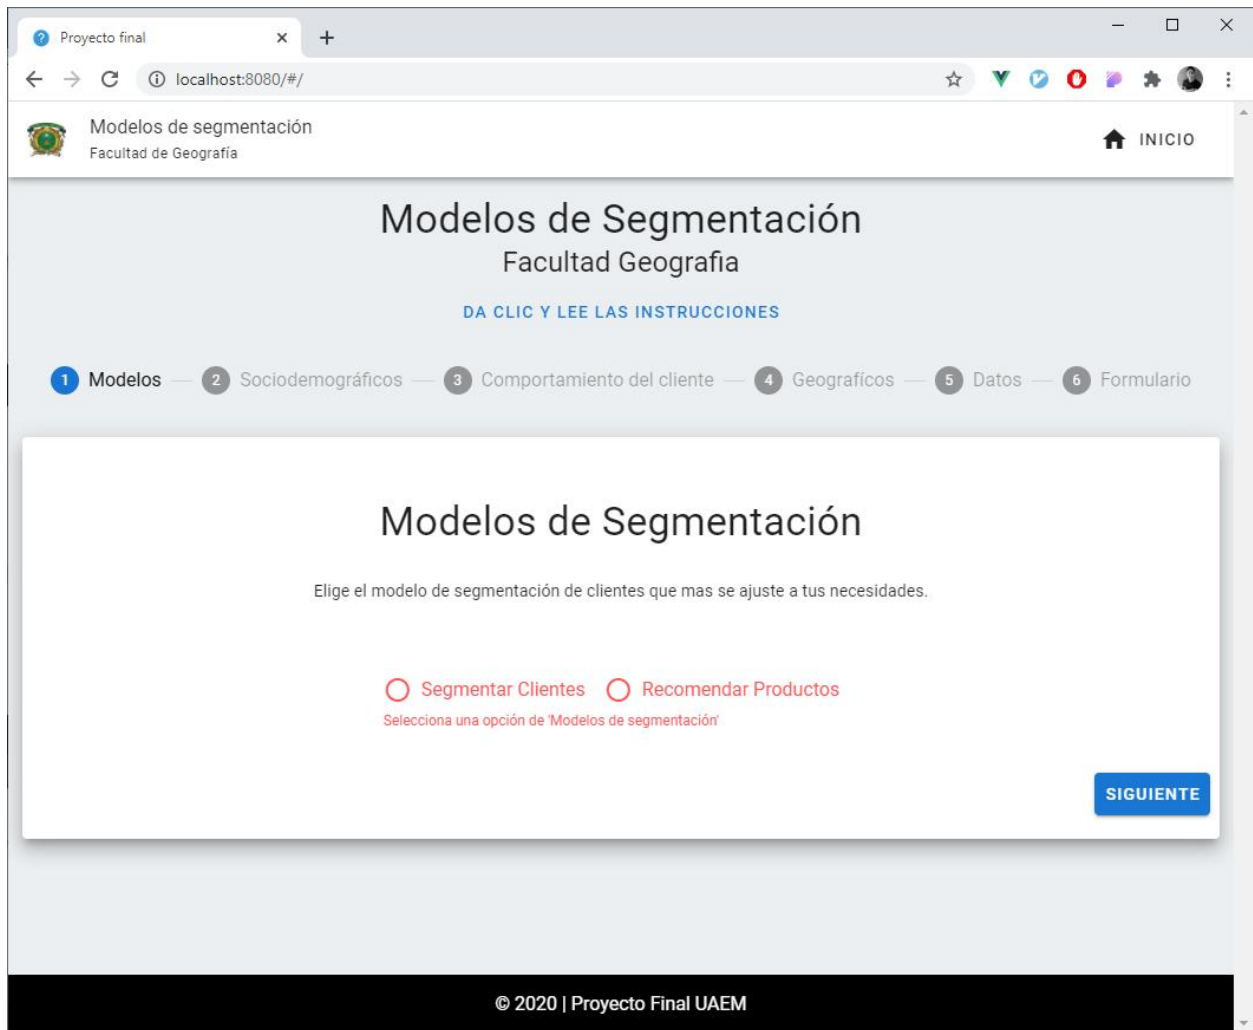 Proyecto final
localhost:8080/#/
Modelos de segmentación
Facultad de Geografía
INICIO
Modelos de Segmentación
Facultad Geografia
DA CLIC Y LEE LAS INSTRUCCIONES
1 Modelos 2 Sociodemográficos 3 Comportamiento del cliente 4 Geografícos 5 Datos 6 Formulario
Modelos de Segmentación
Elige el modelo de segmentación de clientes que mas se ajuste a tus necesidades.
Segmentar Clientes Recomendar Productos
Selecciona una opción de 'Modelos de segmentación'
SIGUIENTE
© 2020 | Proyecto Final UAEM